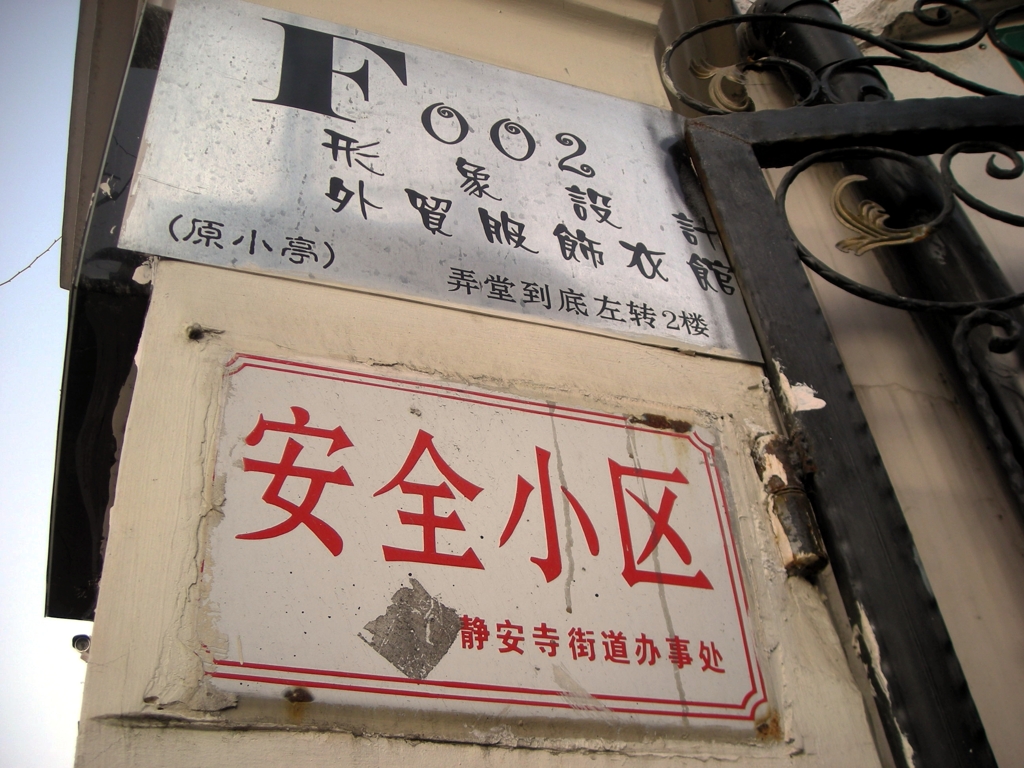 F002
形象設計
外貿服飾衣館
(原小亭)
弄堂到底左转2楼
安全小区
静安寺街道办事处